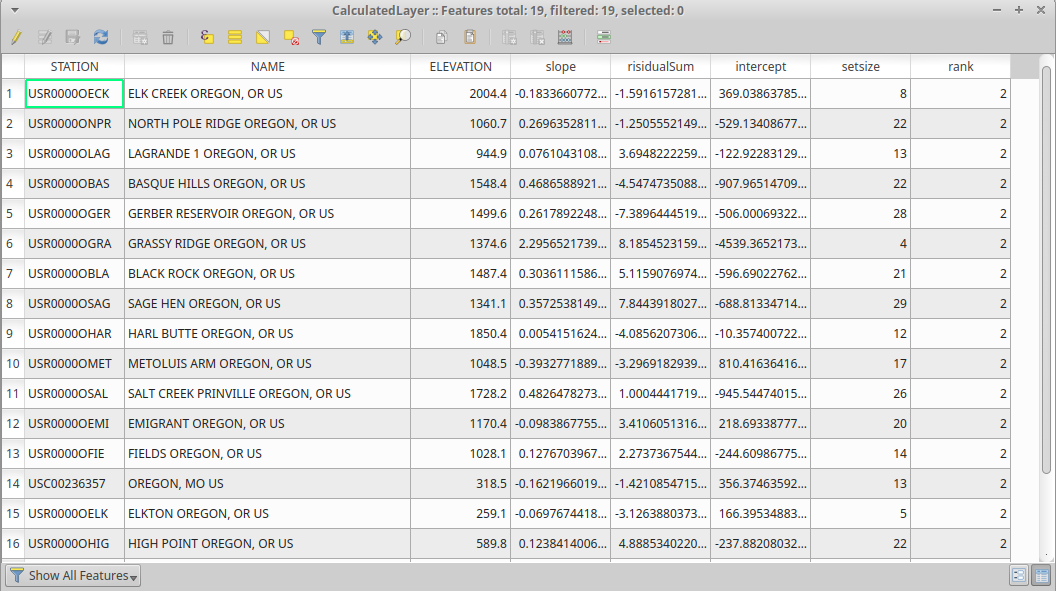 CalculatedLayer :: Features total: 19, filtered: 19, selected: 0
STATION NAME ELEVATION slope risidualSum intercept setsize rank
1 USR0000OECK ELK CREEK OREGON, OR US 2004.4 -0.1833660772... -1.5916157281... 369.03863785... 8 2
2 USR0000ONPR NORTH POLE RIDGE OREGON, OR US 1060.7 0.2696352811... -1.2505552149... -529.13408677... 22 2
3 USR0000OLAG LAGRANDE 1 OREGON, OR US 944.9 0.0761043108... 3.6948222259... -122.92283129... 13 2
4 USR0000OBAS BASQUE HILLS OREGON, OR US 1548.4 0.4686588921... -4.5474735088... -907.96514709... 22 2
5 USR0000OGER GERBER RESERVOIR OREGON, OR US 1499.6 0.2617892248... -7.3896444519... -506.00069322... 28 2
6 USR0000OGRA GRASSY RIDGE OREGON, OR US 1374.6 2.2956521739... 8.1854523159... -4539.3652173... 4 2
7 USR0000OBLA BLACK ROCK OREGON, OR US 1487.4 0.3036111586... 5.1159076974... -596.69022762... 21 2
8 USR0000OSAG SAGE HEN OREGON, OR US 1341.1 0.3572538149... 7.8443918027... -688.81334714... 29 2
9 USR0000OHAR HARL BUTTE OREGON, OR US 1850.4 0.0054151624... -4.0856207306... -10.357400722... 12 2
10 USR0000OMET METOLUIS ARM OREGON, OR US 1048.5 -0.3932771889... -3.2969182939... 810.41636416... 17 2
11 USR0000OSAL SALT CREEK PRINVILLE OREGON, OR US 1728.2 0.4826478273... 1.0004441719... -945.54474015... 26 2
12 USR0000OEMI EMIGRANT OREGON, OR US 1170.4 -0.0983867755... 3.4106051316... 218.69338777... 20 2
13 USR0000OFIE FIELDS OREGON, OR US 1028.1 0.1276703967... 2.2737367544... -244.60986775... 14 2
14 USC00236357 OREGON, MO US 318.5 -0.1621966019... -1.4210854715... 356.37463592... 13 2
15 USR0000OELK ELKTON OREGON, OR US 259.1 -0.0697674418... -3.1263880373... 166.39534883... 5 2
16 USR0000OHIG HIGH POINT OREGON, OR US 589.8 0.1238414006... 4.8885340220... -237.88208032... 22 2
Show All Features